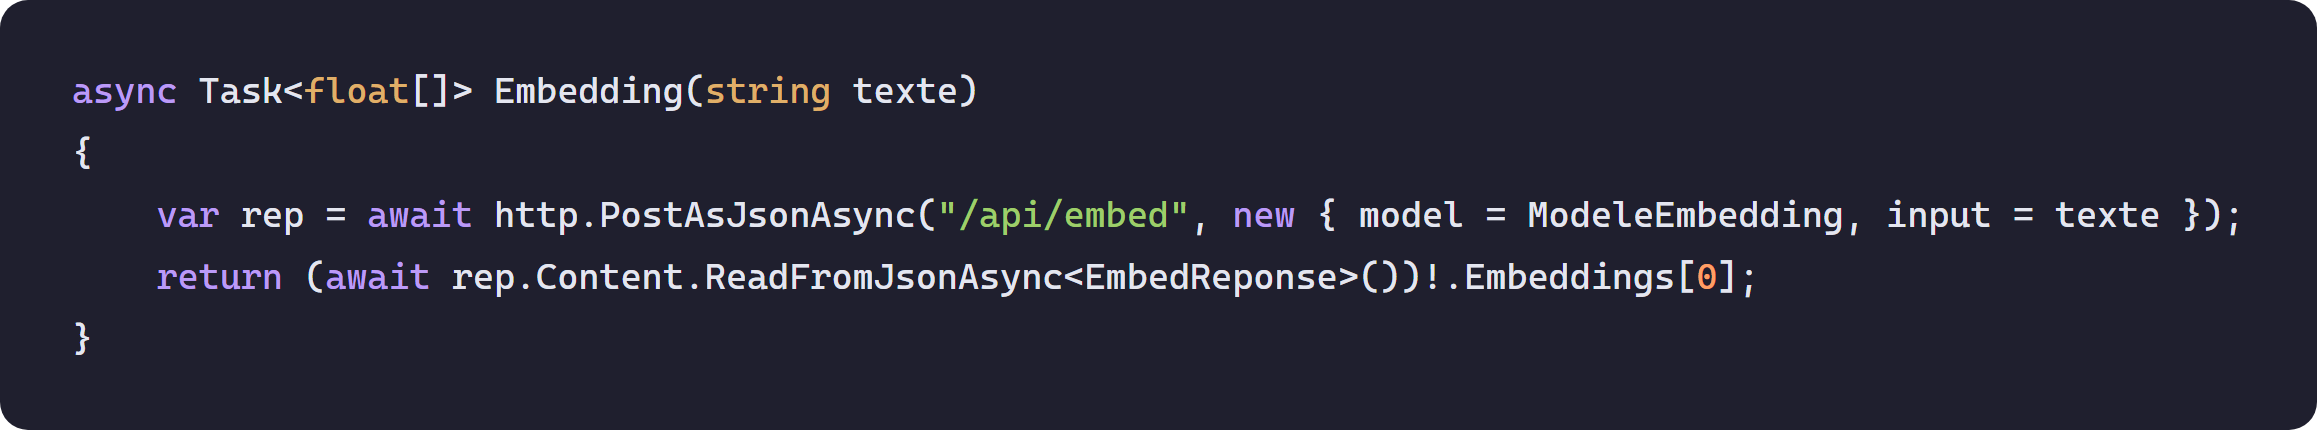 async Task<float[]> Embedding(string texte)
{
    var rep = await http.PostAsJsonAsync("/api/embed", new { model = ModeleEmbedding, input = texte });
    return (await rep.Content.ReadFromJsonAsync<EmbedReponse>())!.Embeddings[0];
}